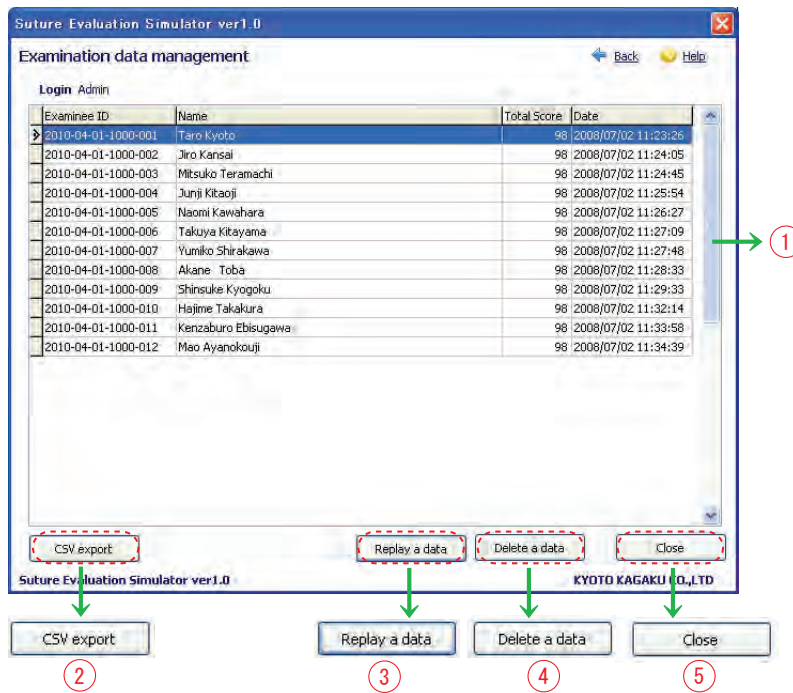 Suture Evaluation Simulator ver1.0
Examination data management Back Help
Login Admin
Examinee ID Name Total Score Date
2010-04-01-1000-001 Taro Kyoto 98 2008/07/02 11:23:26
2010-04-01-1000-002 Jiro Kansai 98 2008/07/02 11:24:05
2010-04-01-1000-003 Mitsuko Teramachi 98 2008/07/02 11:24:45
2010-04-01-1000-004 Junji Kitaoji 98 2008/07/02 11:25:54
2010-04-01-1000-005 Naomi Kawahara 98 2008/07/02 11:26:27
2010-04-01-1000-006 Takuya Kitayama 98 2008/07/02 11:27:09
2010-04-01-1000-007 Yumiko Shirakawa 98 2008/07/02 11:27:48
2010-04-01-1000-008 Akane Toba 98 2008/07/02 11:28:33
2010-04-01-1000-009 Shinsuke Kyogoku 98 2008/07/02 11:29:33
2010-04-01-1000-010 Hajime Takakura 98 2008/07/02 11:32:14
2010-04-01-1000-011 Kenzaburo Ebisugawa 98 2008/07/02 11:33:58
2010-04-01-1000-012 Mao Ayanokouji 98 2008/07/02 11:34:39
①
CSV export Replay a data Delete a data Close
Suture Evaluation Simulator ver1.0 KYOTO KAGAKU CO.,LTD
CSV export Replay a data Delete a data Close
② ③ ④ ⑤